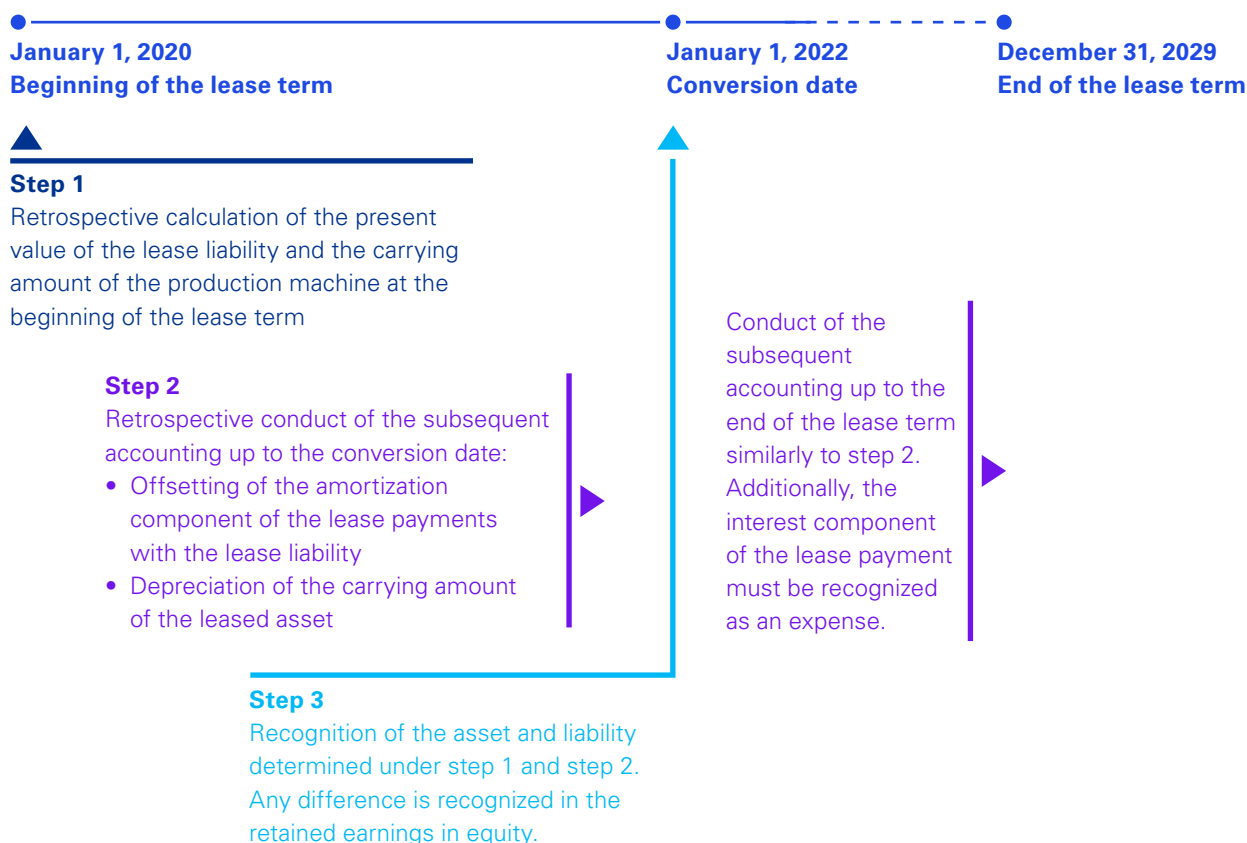 January 1, 2020
Beginning of the lease term
January 1, 2022
Conversion date
December 31, 2029
End of the lease term
Step 1
Retrospective calculation of the present
value of the lease liability and the carrying
amount of the production machine at the
beginning of the lease term
Step 2
Retrospective conduct of the subsequent
accounting up to the conversion date:
• Offsetting of the amortization
component of the lease payments
with the lease liability
• Depreciation of the carrying amount
of the leased asset
Conduct of the
subsequent
accounting up to the
end of the lease term
similarly to step 2.
Additionally, the
interest component
of the lease payment
must be recognized
as an expense.
Step 3
Recognition of the asset and liability
determined under step 1 and step 2.
Any difference is recognized in the
retained earnings in equity.